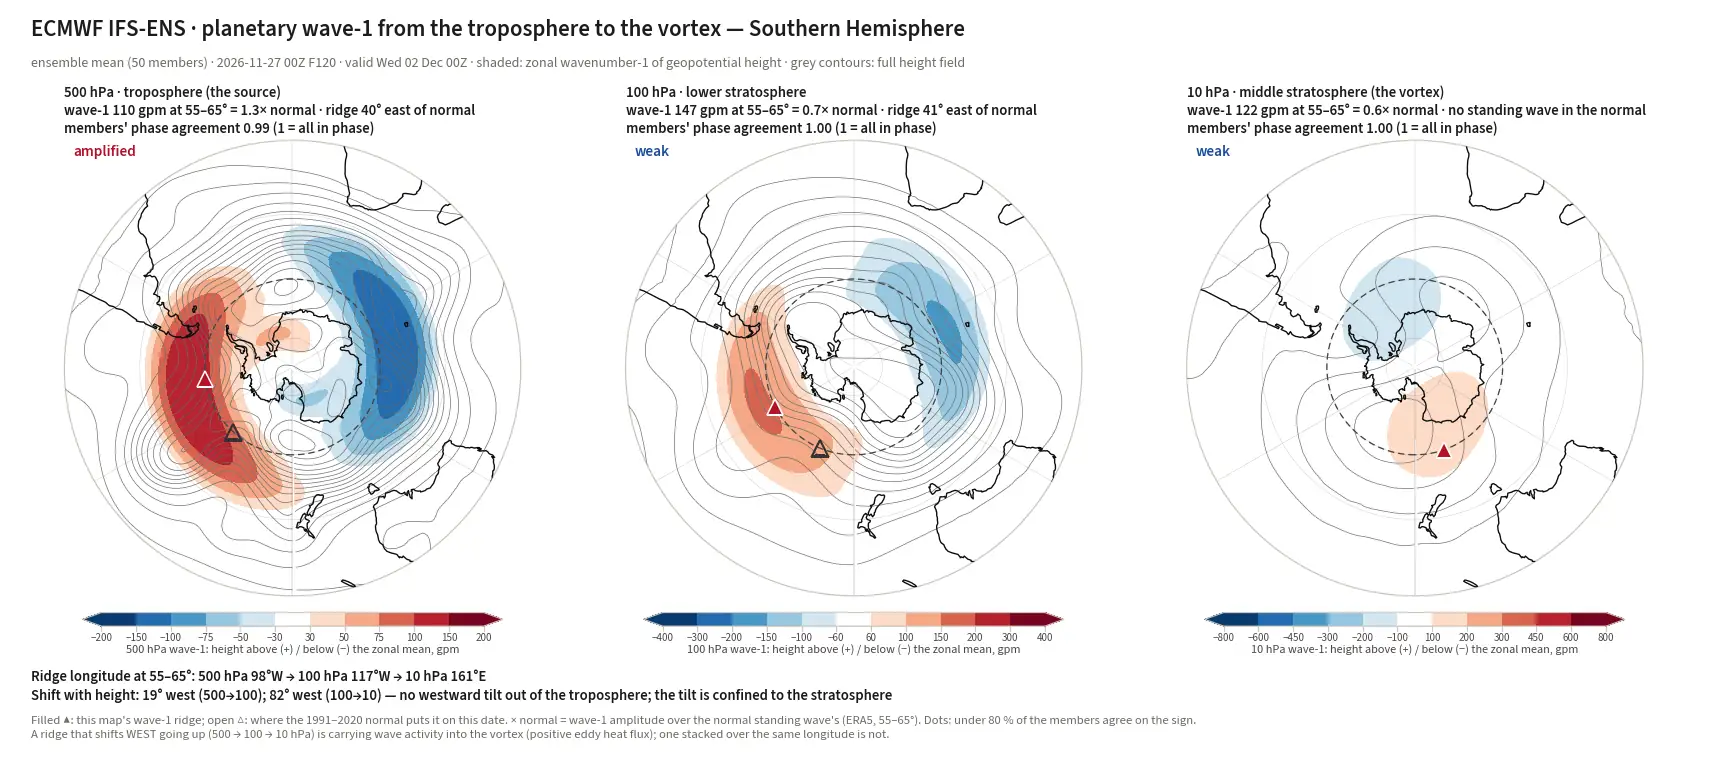 ECMWF IFS-ENS · planetary wave-1 from the troposphere to the vortex — Southern Hemisphere
ensemble mean (50 members) · 2026-11-27 00Z F120 · valid Wed 02 Dec 00Z · shaded: zonal wavenumber-1 of geopotential height · grey contours: full height field
500 hPa · troposphere (the source)
wave-1 110 gpm at 55–65° = 1.3× normal · ridge 40° east of normal
members' phase agreement 0.99 (1 = all in phase)
amplified
100 hPa · lower stratosphere
wave-1 147 gpm at 55–65° = 0.7× normal · ridge 41° east of normal
members' phase agreement 1.00 (1 = all in phase)
weak
10 hPa · middle stratosphere (the vortex)
wave-1 122 gpm at 55–65° = 0.6× normal · no standing wave in the normal
members' phase agreement 1.00 (1 = all in phase)
weak
−200 −150 −100 −75 −50 −30 30 50 75 100 150 200
500 hPa wave-1: height above (+) / below (−) the zonal mean, gpm
−400 −300 −200 −150 −100 −60 60 100 150 200 300 400
100 hPa wave-1: height above (+) / below (−) the zonal mean, gpm
−800 −600 −450 −300 −200 −100 100 200 300 450 600 800
10 hPa wave-1: height above (+) / below (−) the zonal mean, gpm
Ridge longitude at 55–65°: 500 hPa 98°W → 100 hPa 117°W → 10 hPa 161°E
Shift with height: 19° west (500→100); 82° west (100→10) — no westward tilt out of the troposphere; the tilt is confined to the stratosphere
Filled ▲: this map's wave-1 ridge; open △: where the 1991–2020 normal puts it on this date. × normal = wave-1 amplitude over the normal standing wave's (ERA5, 55–65°). Dots: under 80 % of the members agree on the sign.
A ridge that shifts WEST going up (500 → 100 → 10 hPa) is carrying wave activity into the vortex (positive eddy heat flux); one stacked over the same longitude is not.